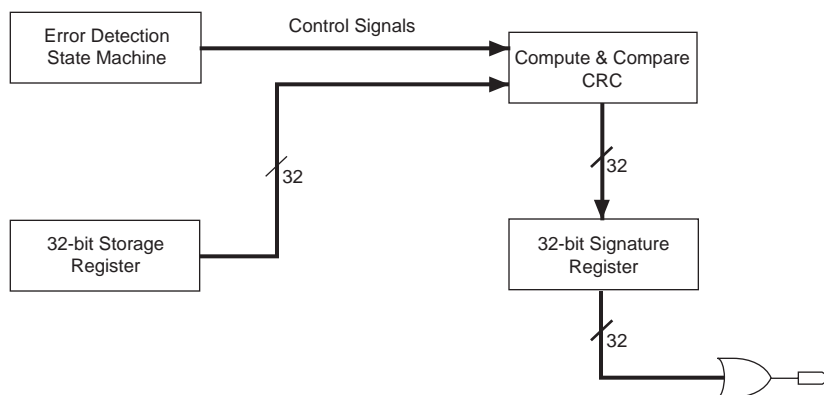 Error Detection
State Machine
Control Signals
Compute & Compare
CRC
32
32
32-bit Storage
Register
32-bit Signature
Register
32